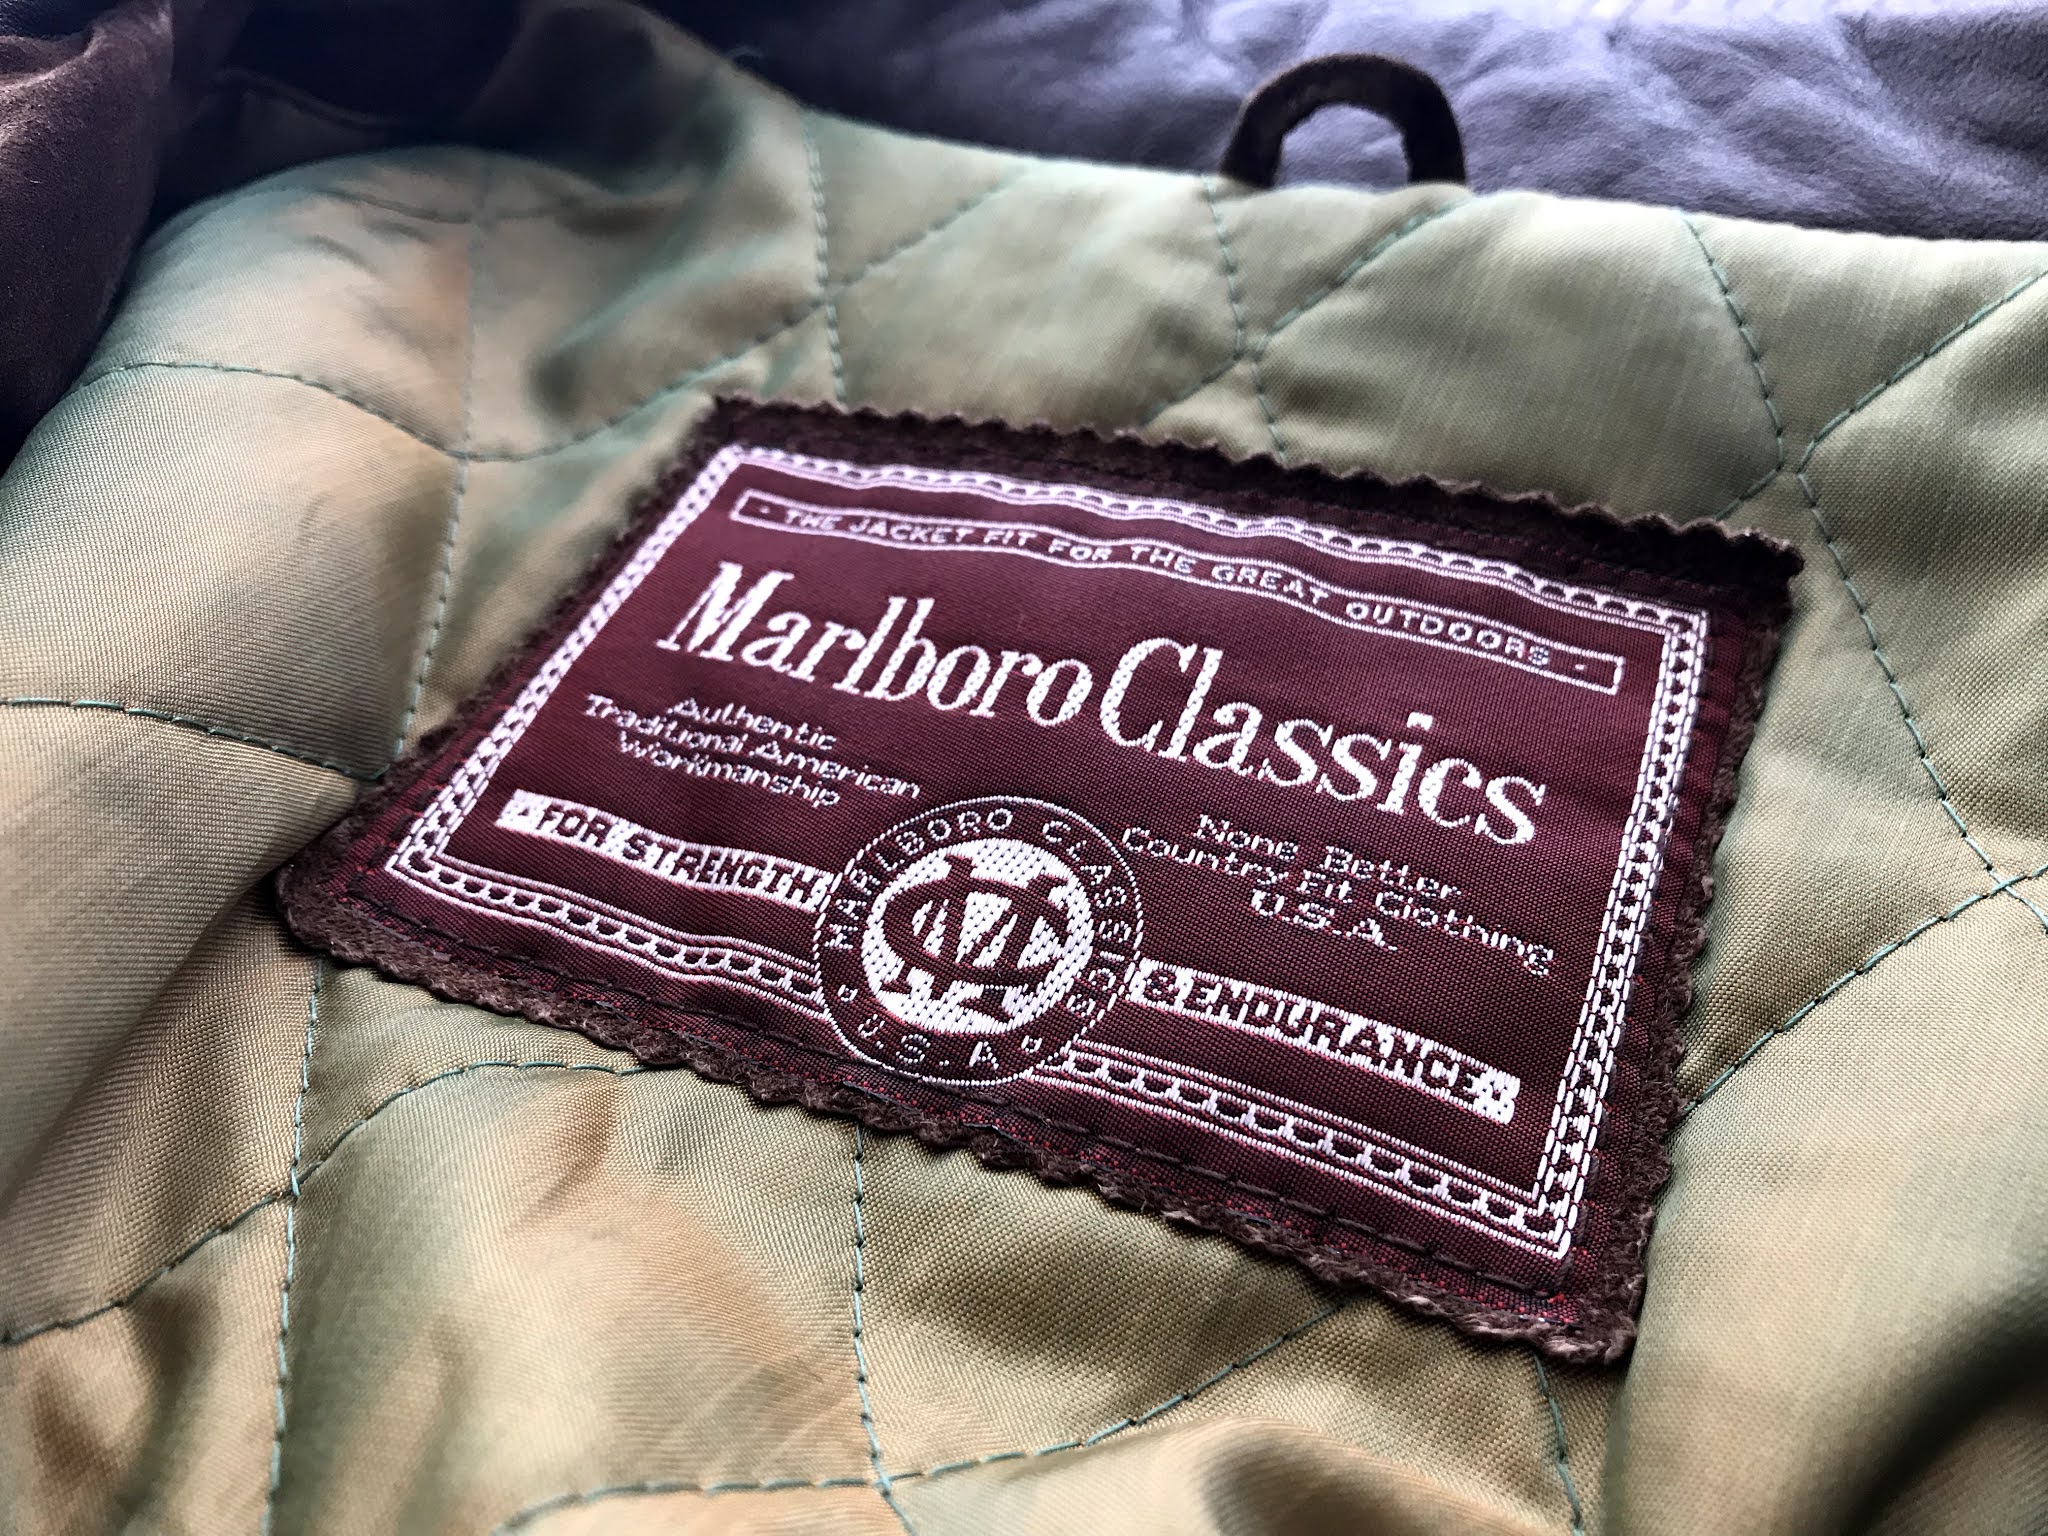 - THE JACKET FIT FOR THE GREAT OUTDOORS -
Marlboro Classics
Authentic
Traditional American
Workmanship
None Better
Country Fit Clothing
U.S.A.
FOR STRENGTH
& ENDURANCE
MARLBORO CLASSICS
U.S.A
MC